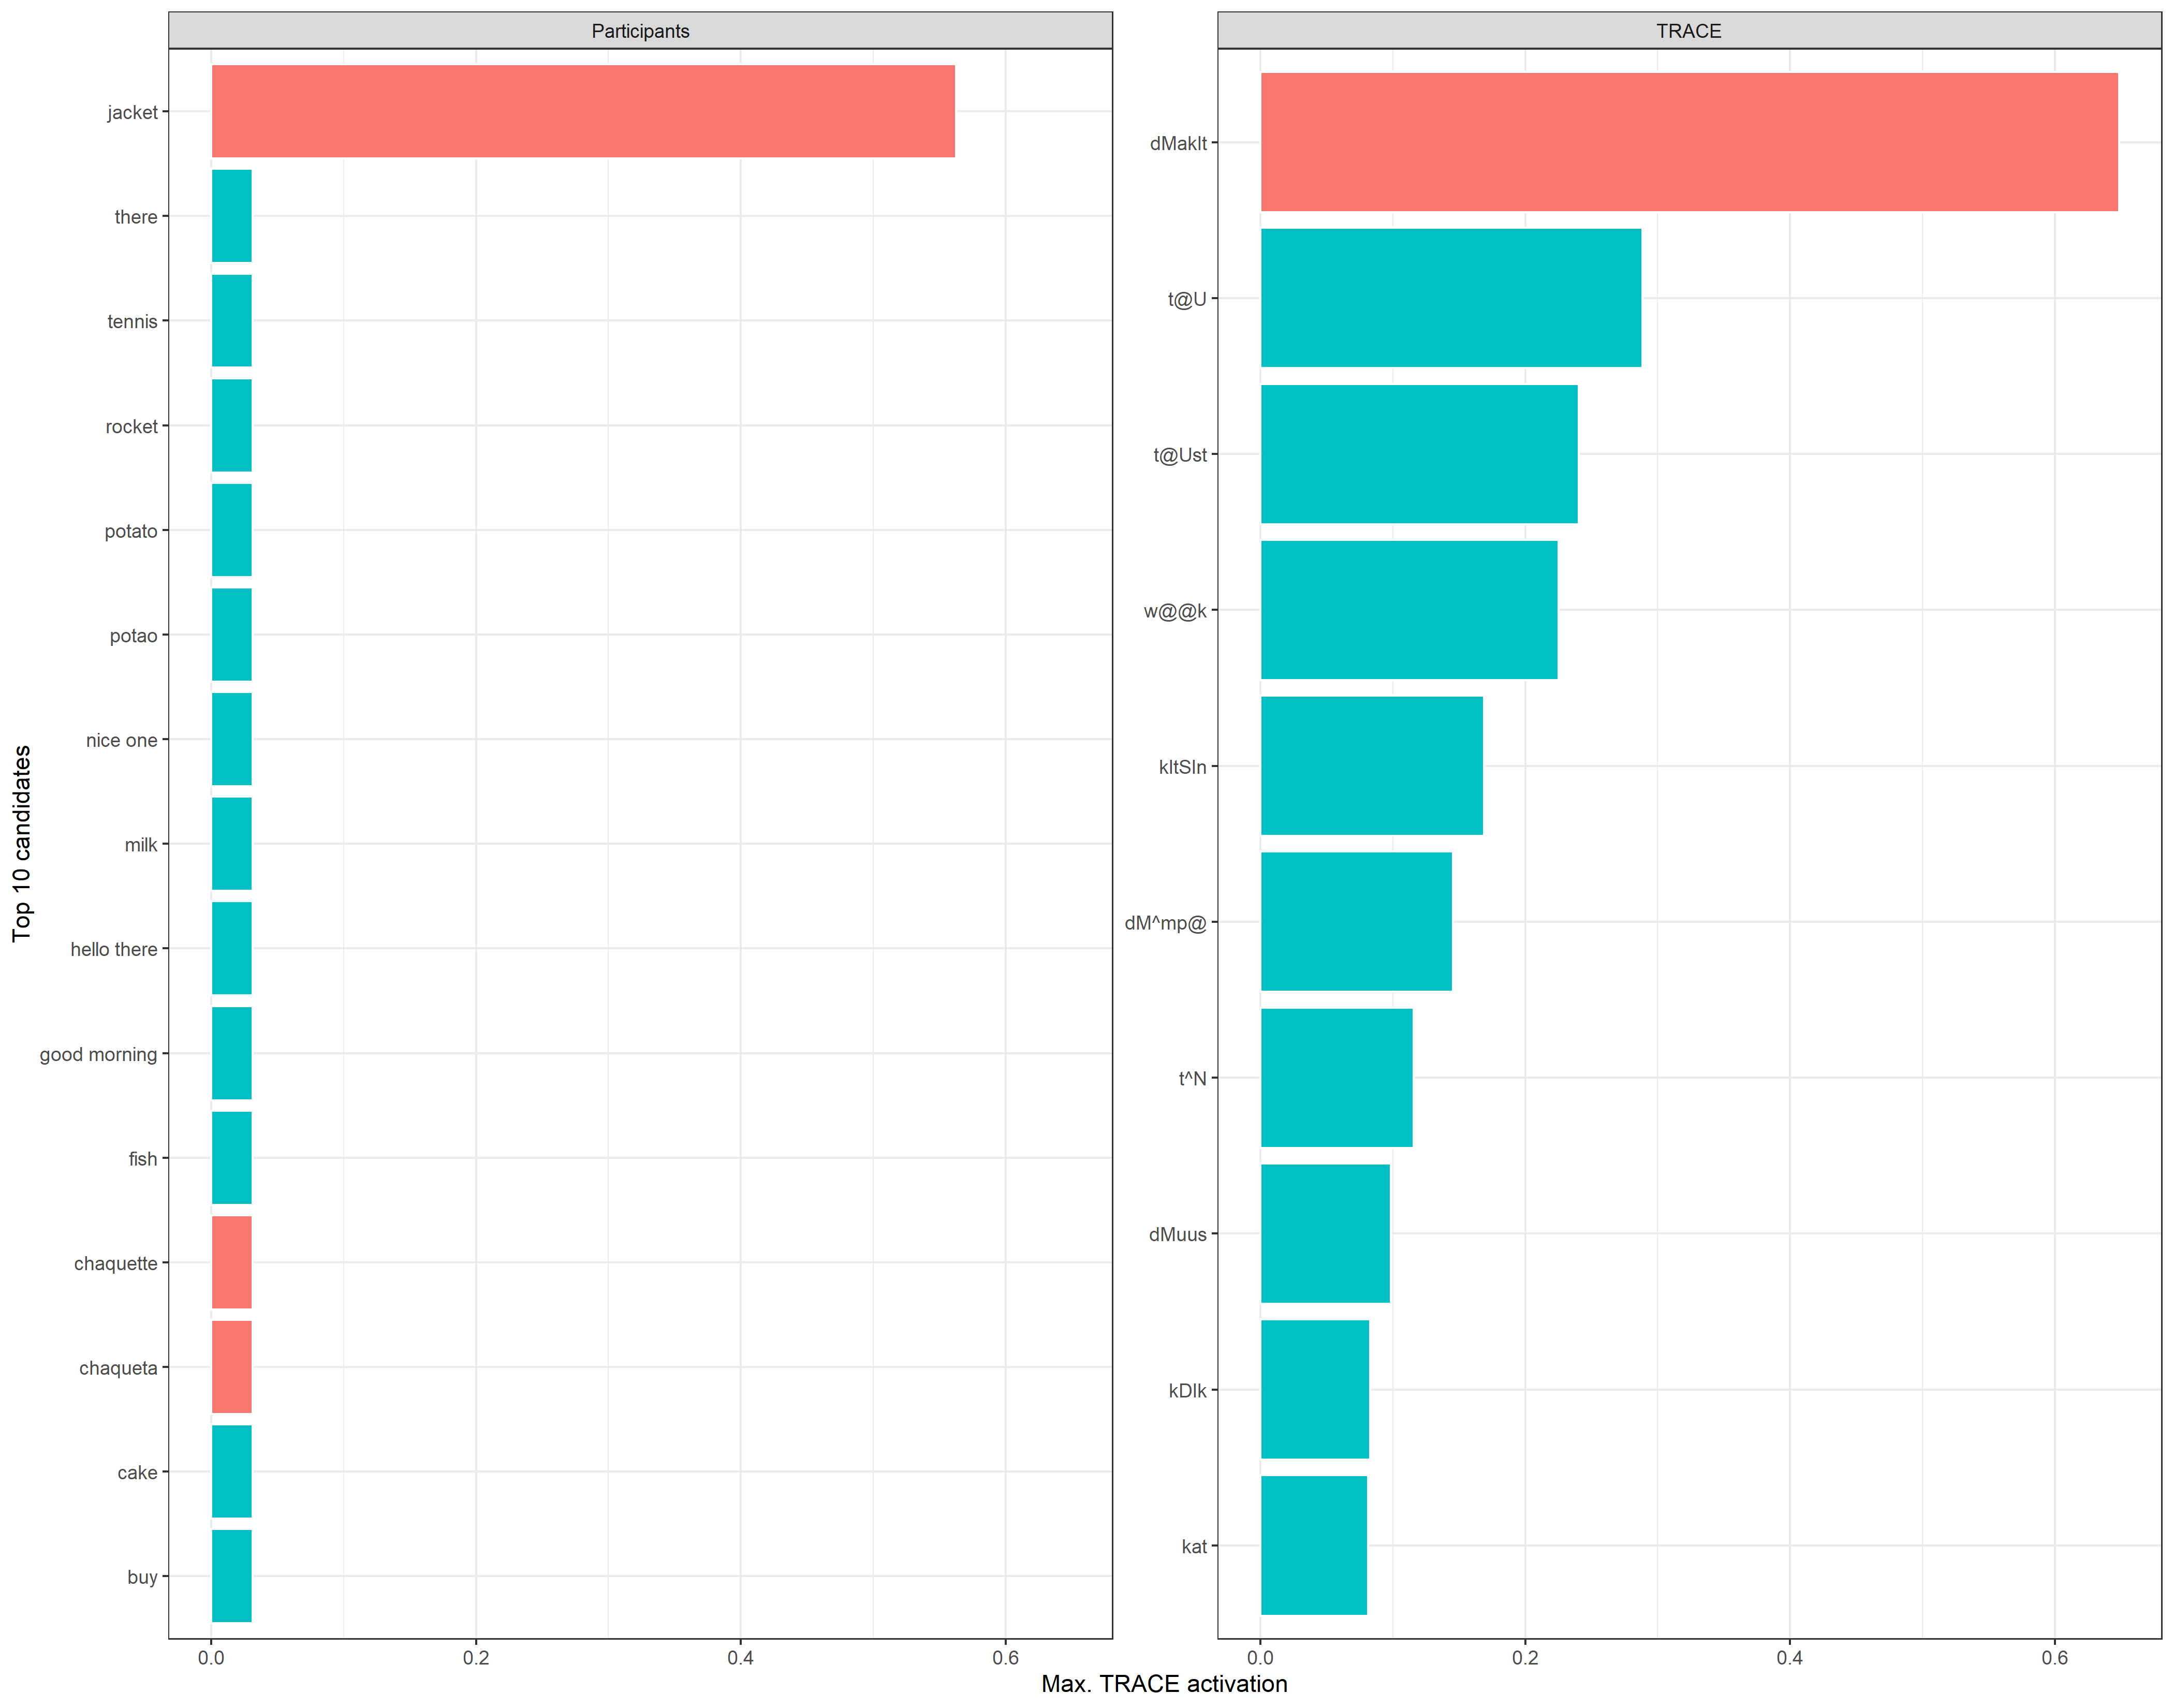 Participants
TRACE
Top 10 candidates
jacket
there
tennis
rocket
potato
potao
nice one
milk
hello there
good morning
fish
chaquette
chaqueta
cake
buy
dMakIt
t@U
t@Ust
w@@k
kItSIn
dM^mp@
t^N
dMuus
kDIk
kat
0.0 0.2 0.4 0.6
0.0 0.2 0.4 0.6
Max. TRACE activation